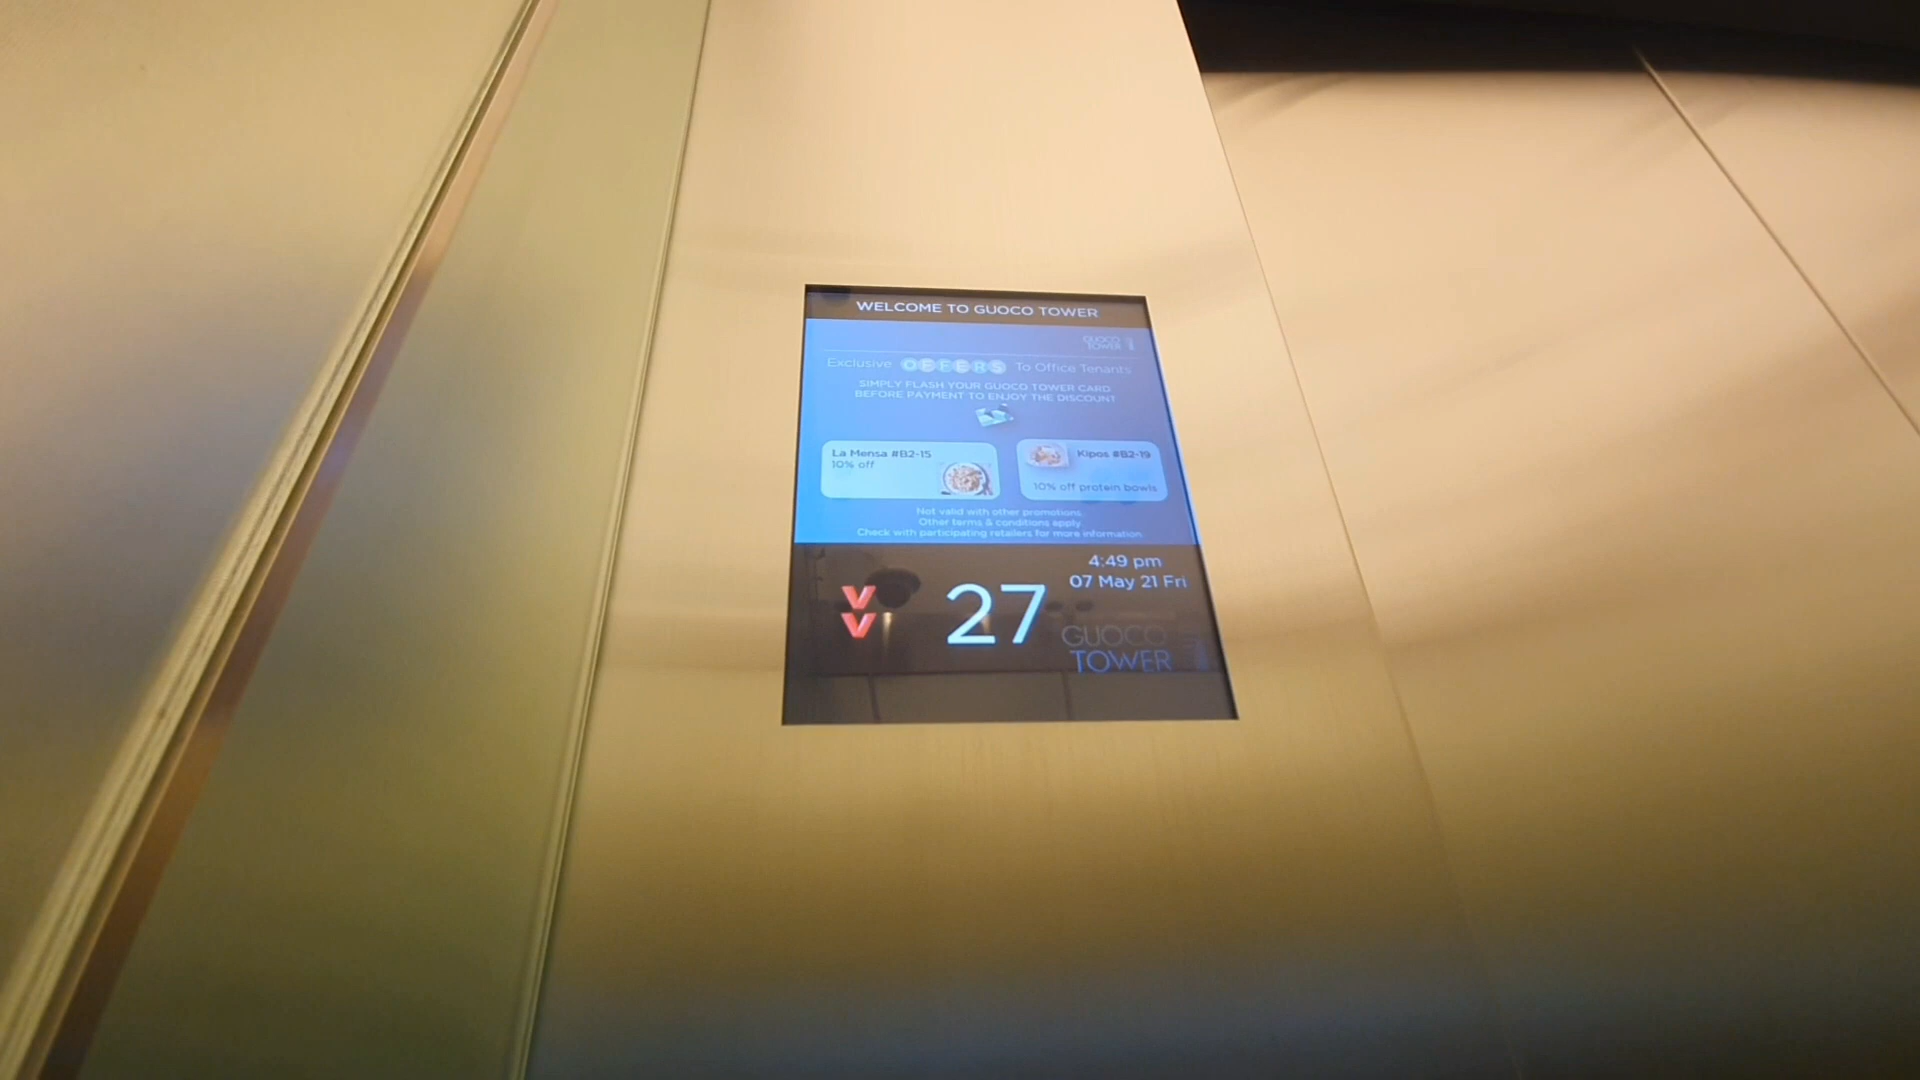 WELCOME TO GUOCO TOWER
GUOCO
TOWER
Exclusive OFFERS To Office Tenants
SIMPLY FLASH YOUR GUOCO TOWER CARD
BEFORE PAYMENT TO ENJOY THE DISCOUNT
La Mensa #B2-15
10% off
Kipos #B2-19
10% off protein bowls
Not valid with other promotions.
Other terms & conditions apply
Check with participating retailers for more information
4:49 pm
07 May 21 Fri
27
GUOCO
TOWER